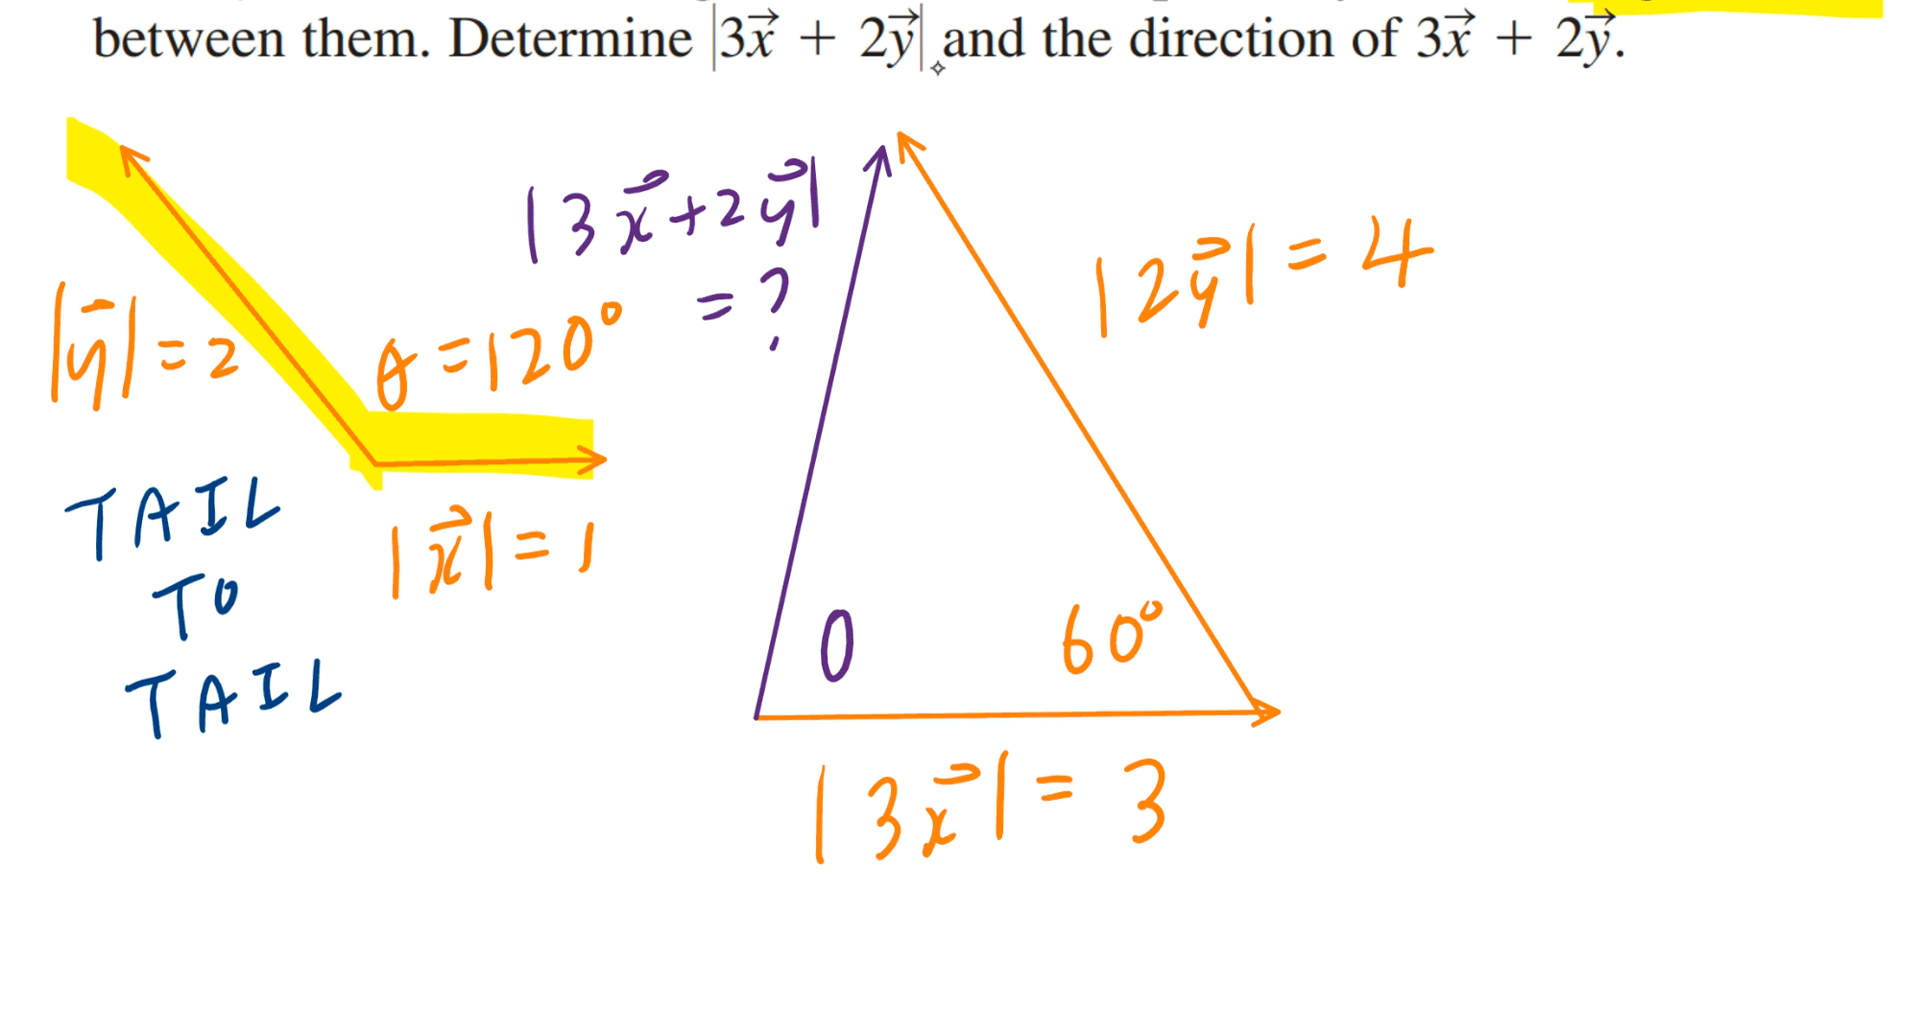 between them. Determine |3x⃗ + 2y⃗| and the direction of 3x⃗ + 2y⃗.
|3x⃗+2y⃗|
= ?
|2y⃗| = 4
|y⃗| = 2
θ = 120°
TAIL
TO
TAIL
|x⃗| = 1
0
60°
|3x⃗| = 3